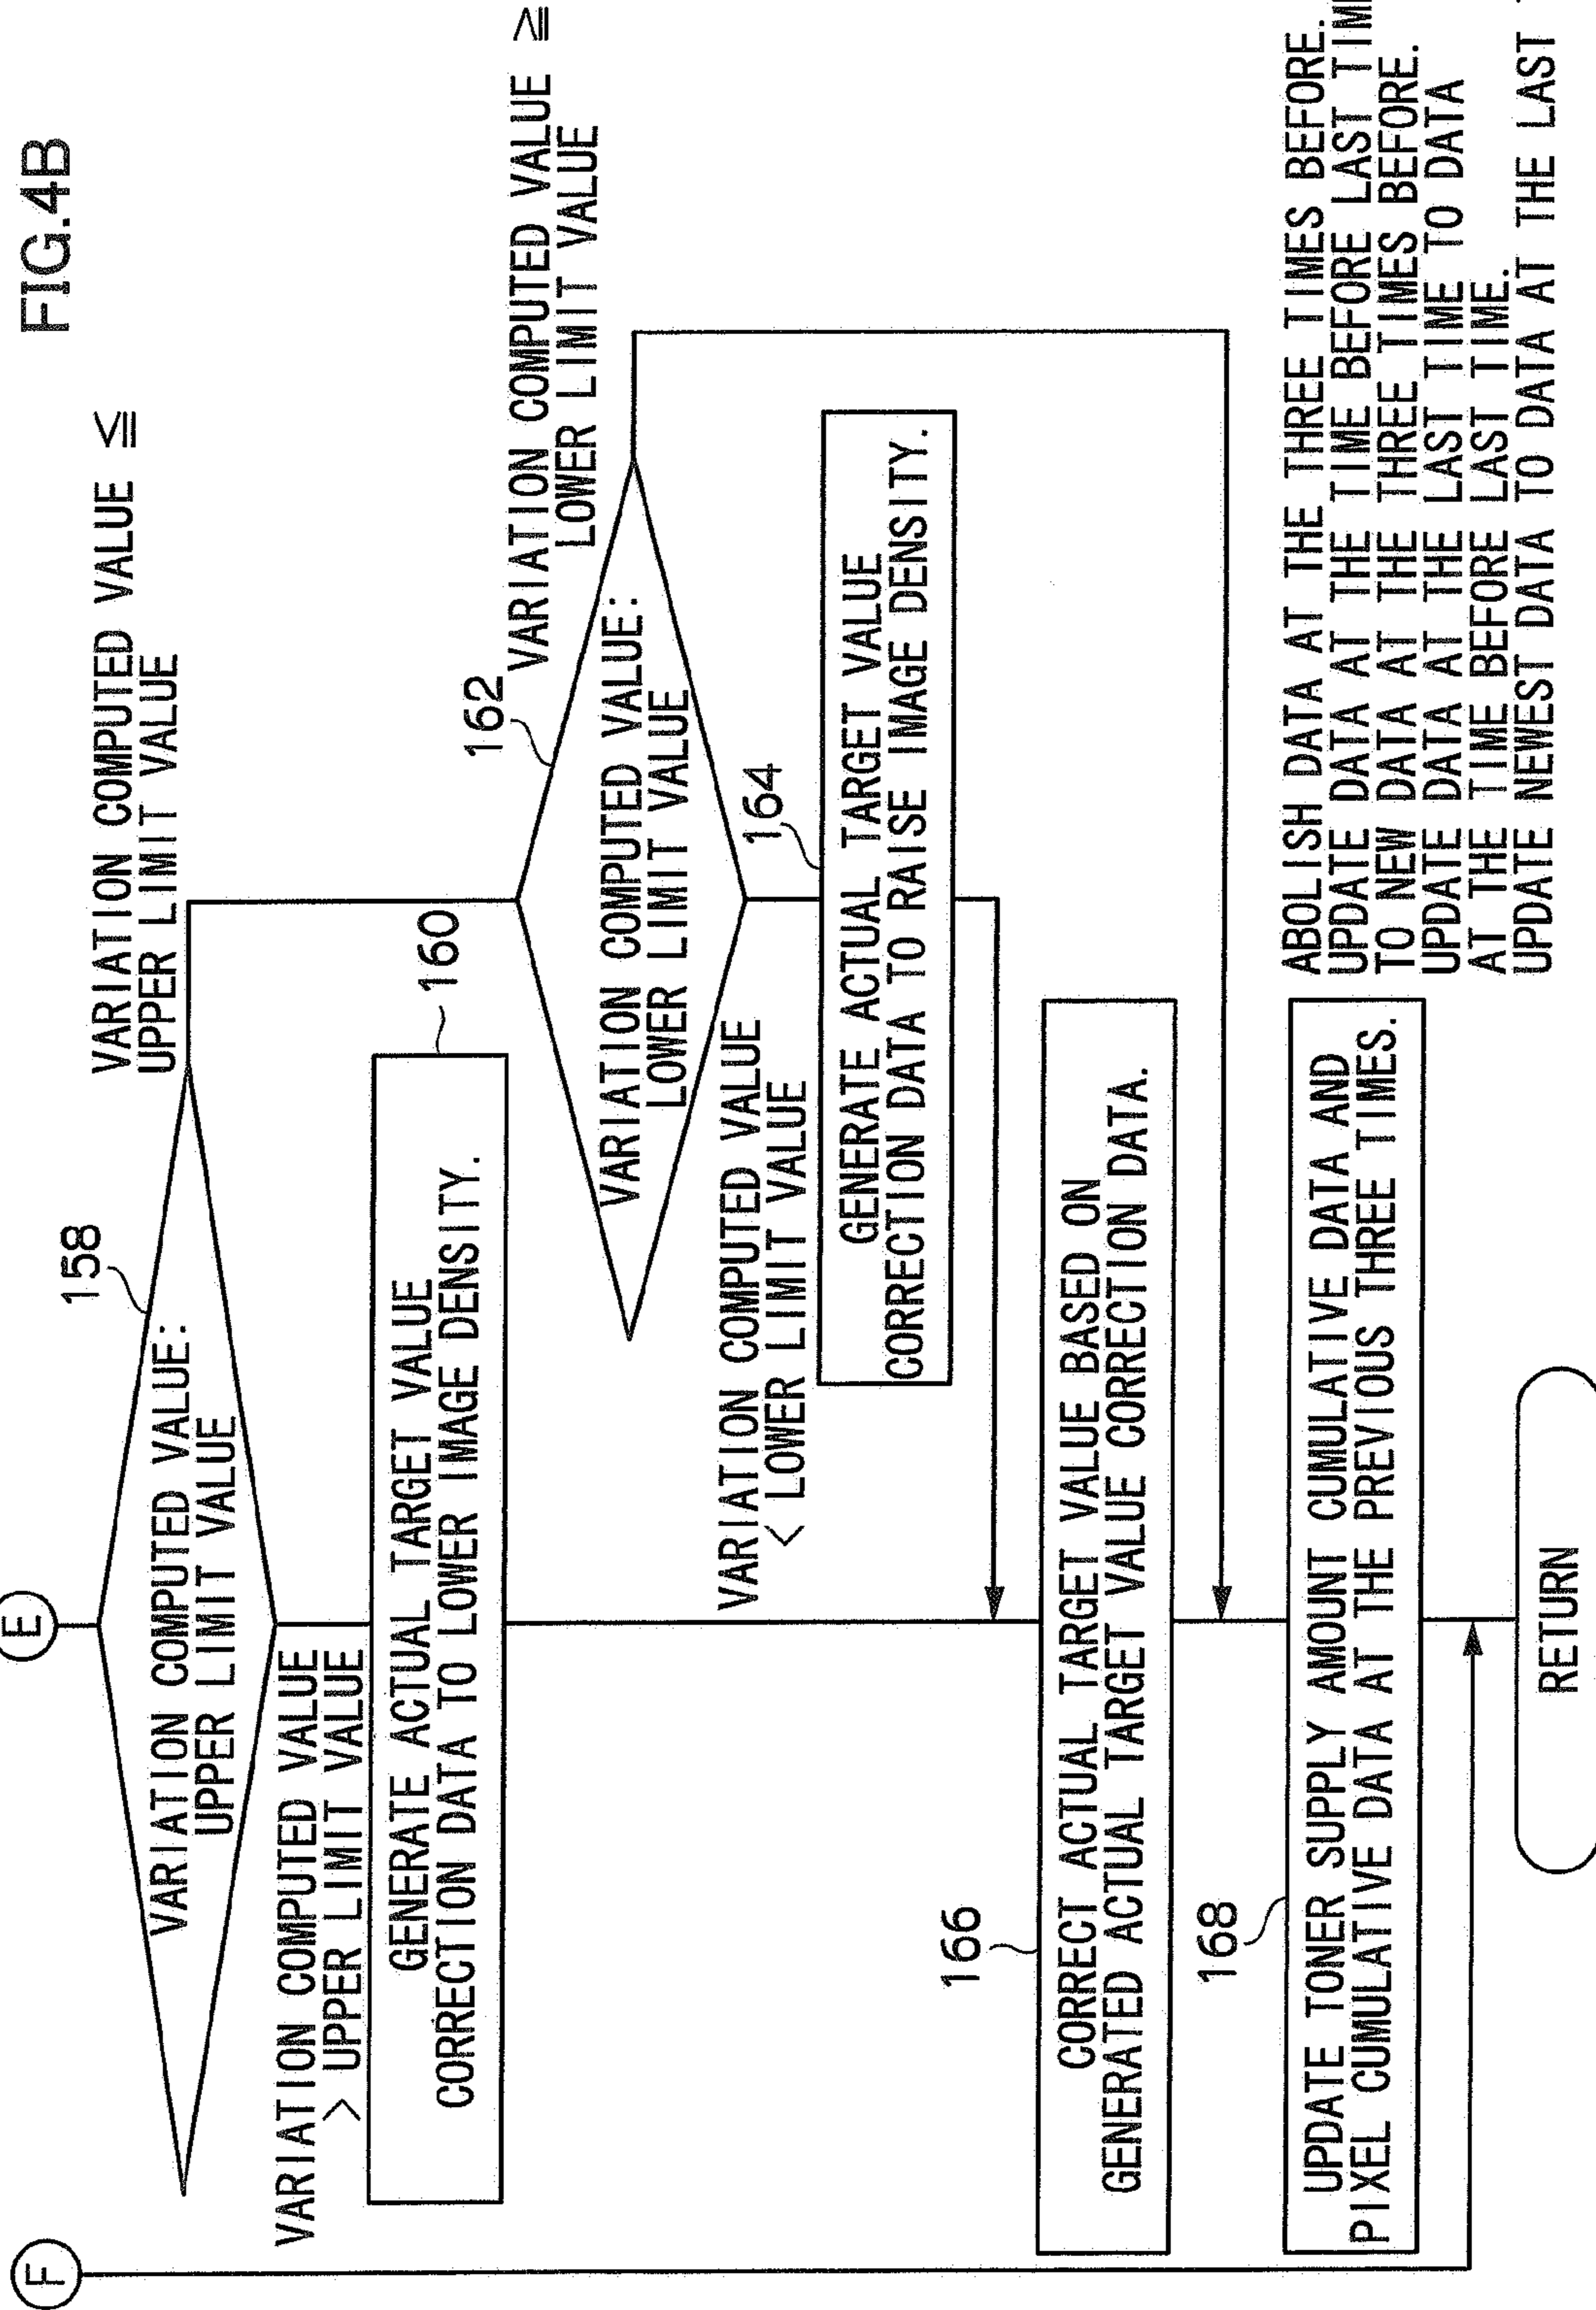 FIG.4B
E
158
VARIATION COMPUTED VALUE:
UPPER LIMIT VALUE
VARIATION COMPUTED VALUE ≦
UPPER LIMIT VALUE
VARIATION COMPUTED VALUE
> UPPER LIMIT VALUE
160
GENERATE ACTUAL TARGET VALUE
CORRECTION DATA TO LOWER IMAGE DENSITY.
162
VARIATION COMPUTED VALUE:
LOWER LIMIT VALUE
VARIATION COMPUTED VALUE ≧
LOWER LIMIT VALUE
VARIATION COMPUTED VALUE
< LOWER LIMIT VALUE
164
GENERATE ACTUAL TARGET VALUE
CORRECTION DATA TO RAISE IMAGE DENSITY.
166
CORRECT ACTUAL TARGET VALUE BASED ON
GENERATED ACTUAL TARGET VALUE CORRECTION DATA.
168
UPDATE TONER SUPPLY AMOUNT CUMULATIVE DATA AND
PIXEL CUMULATIVE DATA AT THE PREVIOUS THREE TIMES.
ABOLISH DATA AT THE THREE TIMES BEFORE.
UPDATE DATA AT THE TIME BEFORE LAST
TO NEW DATA AT THE THREE TIMES BEFORE.
UPDATE DATA AT THE LAST TIME TO DATA
AT THE TIME BEFORE LAST TIME.
UPDATE NEWEST DATA TO DATA AT THE LAST
F
RETURN